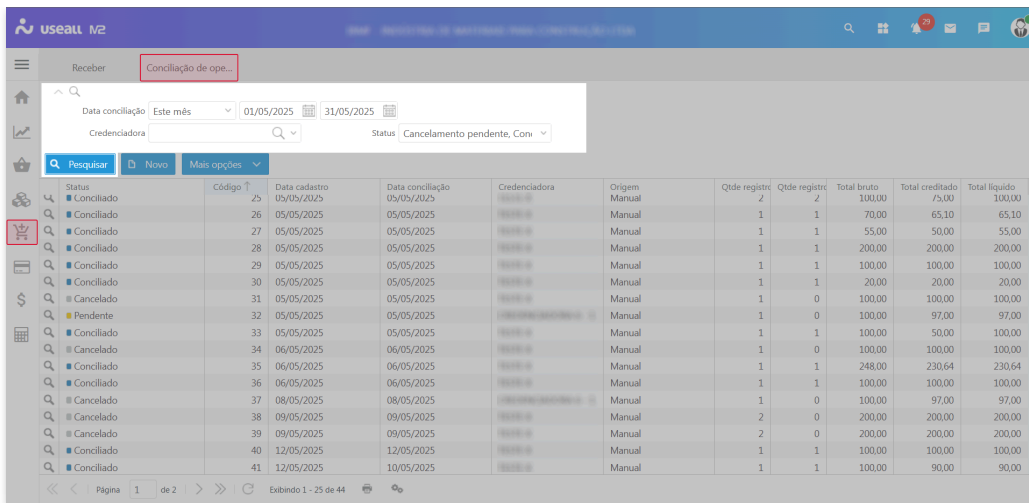 useall M2
29
Receber Conciliação de ope...
Data conciliação Este mês 01/05/2025 31/05/2025
Credenciadora Status Cancelamento pendente, Con
Pesquisar Novo Mais opções
Status Código Data cadastro Data conciliação Credenciadora Origem Qtde registro Qtde registro Total bruto Total creditado Total líquido
Conciliado 25 05/05/2025 05/05/2025 Manual 2 2 100,00 75,00 100,00
Conciliado 26 05/05/2025 05/05/2025 Manual 1 1 70,00 65,10 65,10
Conciliado 27 05/05/2025 05/05/2025 Manual 1 1 55,00 50,00 55,00
Conciliado 28 05/05/2025 05/05/2025 Manual 1 1 200,00 200,00 200,00
Conciliado 29 05/05/2025 05/05/2025 Manual 1 1 100,00 100,00 100,00
Conciliado 30 05/05/2025 05/05/2025 Manual 1 1 20,00 20,00 20,00
Cancelado 31 05/05/2025 05/05/2025 Manual 1 0 100,00 100,00 100,00
Pendente 32 05/05/2025 05/05/2025 Manual 1 0 100,00 97,00 97,00
Conciliado 33 05/05/2025 05/05/2025 Manual 1 1 100,00 50,00 100,00
Cancelado 34 06/05/2025 06/05/2025 Manual 1 0 100,00 100,00 100,00
Conciliado 35 06/05/2025 06/05/2025 Manual 1 1 248,00 230,64 230,64
Conciliado 36 06/05/2025 06/05/2025 Manual 1 1 100,00 100,00 100,00
Cancelado 37 08/05/2025 08/05/2025 Manual 1 0 100,00 97,00 97,00
Cancelado 38 09/05/2025 09/05/2025 Manual 2 0 200,00 200,00 200,00
Cancelado 39 09/05/2025 09/05/2025 Manual 2 0 200,00 200,00 200,00
Conciliado 40 12/05/2025 12/05/2025 Manual 1 1 100,00 100,00 100,00
Conciliado 41 12/05/2025 10/05/2025 Manual 1 1 100,00 90,00 90,00
Página 1 de 2 Exibindo 1 - 25 de 44